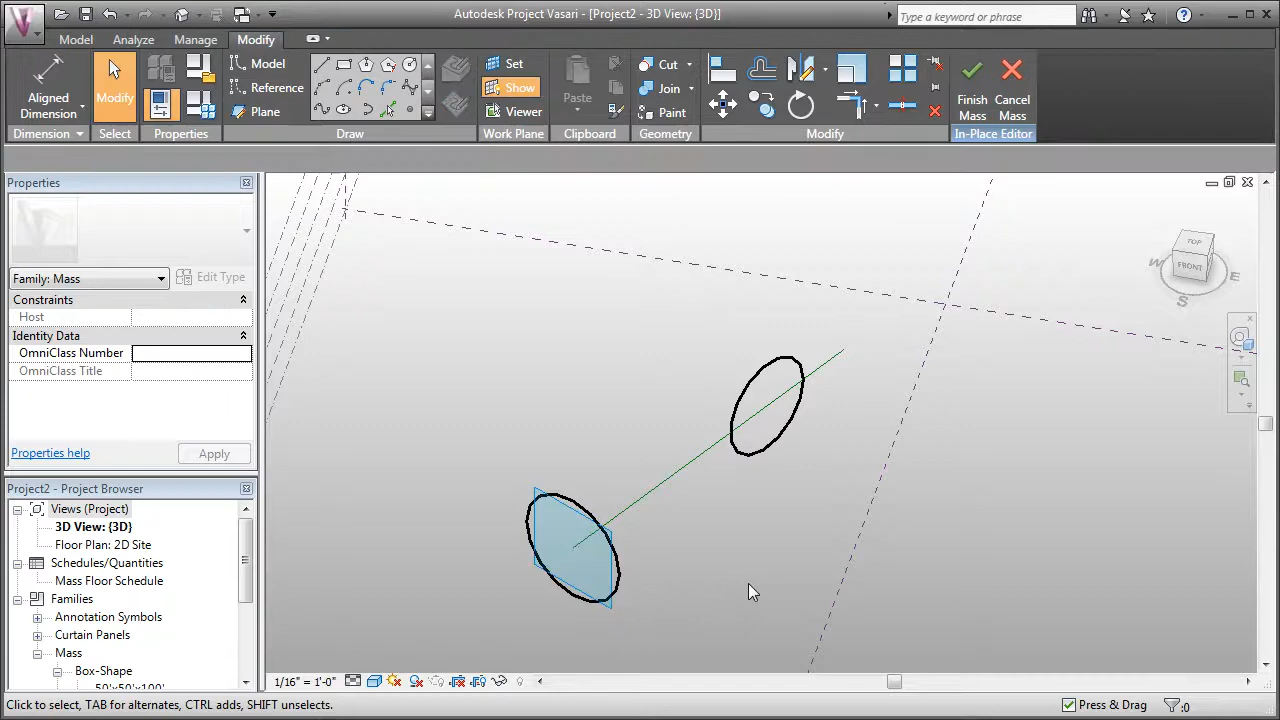 Autodesk Project Vasari - [Project2 - 3D View: {3D}]
Type a keyword or phrase
Model Analyze Manage Modify
Aligned Dimension
Modify
Model
Reference
Plane
Set
Show
Viewer
Paste
Cut
Join
Paint
Finish Mass
Cancel Mass
Dimension Select Properties Draw Work Plane Clipboard Geometry Modify In-Place Editor
Properties
Family: Mass Edit Type
Constraints
Host
Identity Data
OmniClass Number
OmniClass Title
Properties help Apply
Project2 - Project Browser
Views (Project)
3D View: {3D}
Floor Plan: 2D Site
Schedules/Quantities
Mass Floor Schedule
Families
Annotation Symbols
Curtain Panels
Mass
Box-Shape
50'x50'x100'
TOP
FRONT
W
E
S
1/16" = 1'-0"
Click to select, TAB for alternates, CTRL adds, SHIFT unselects.
Press & Drag
:0